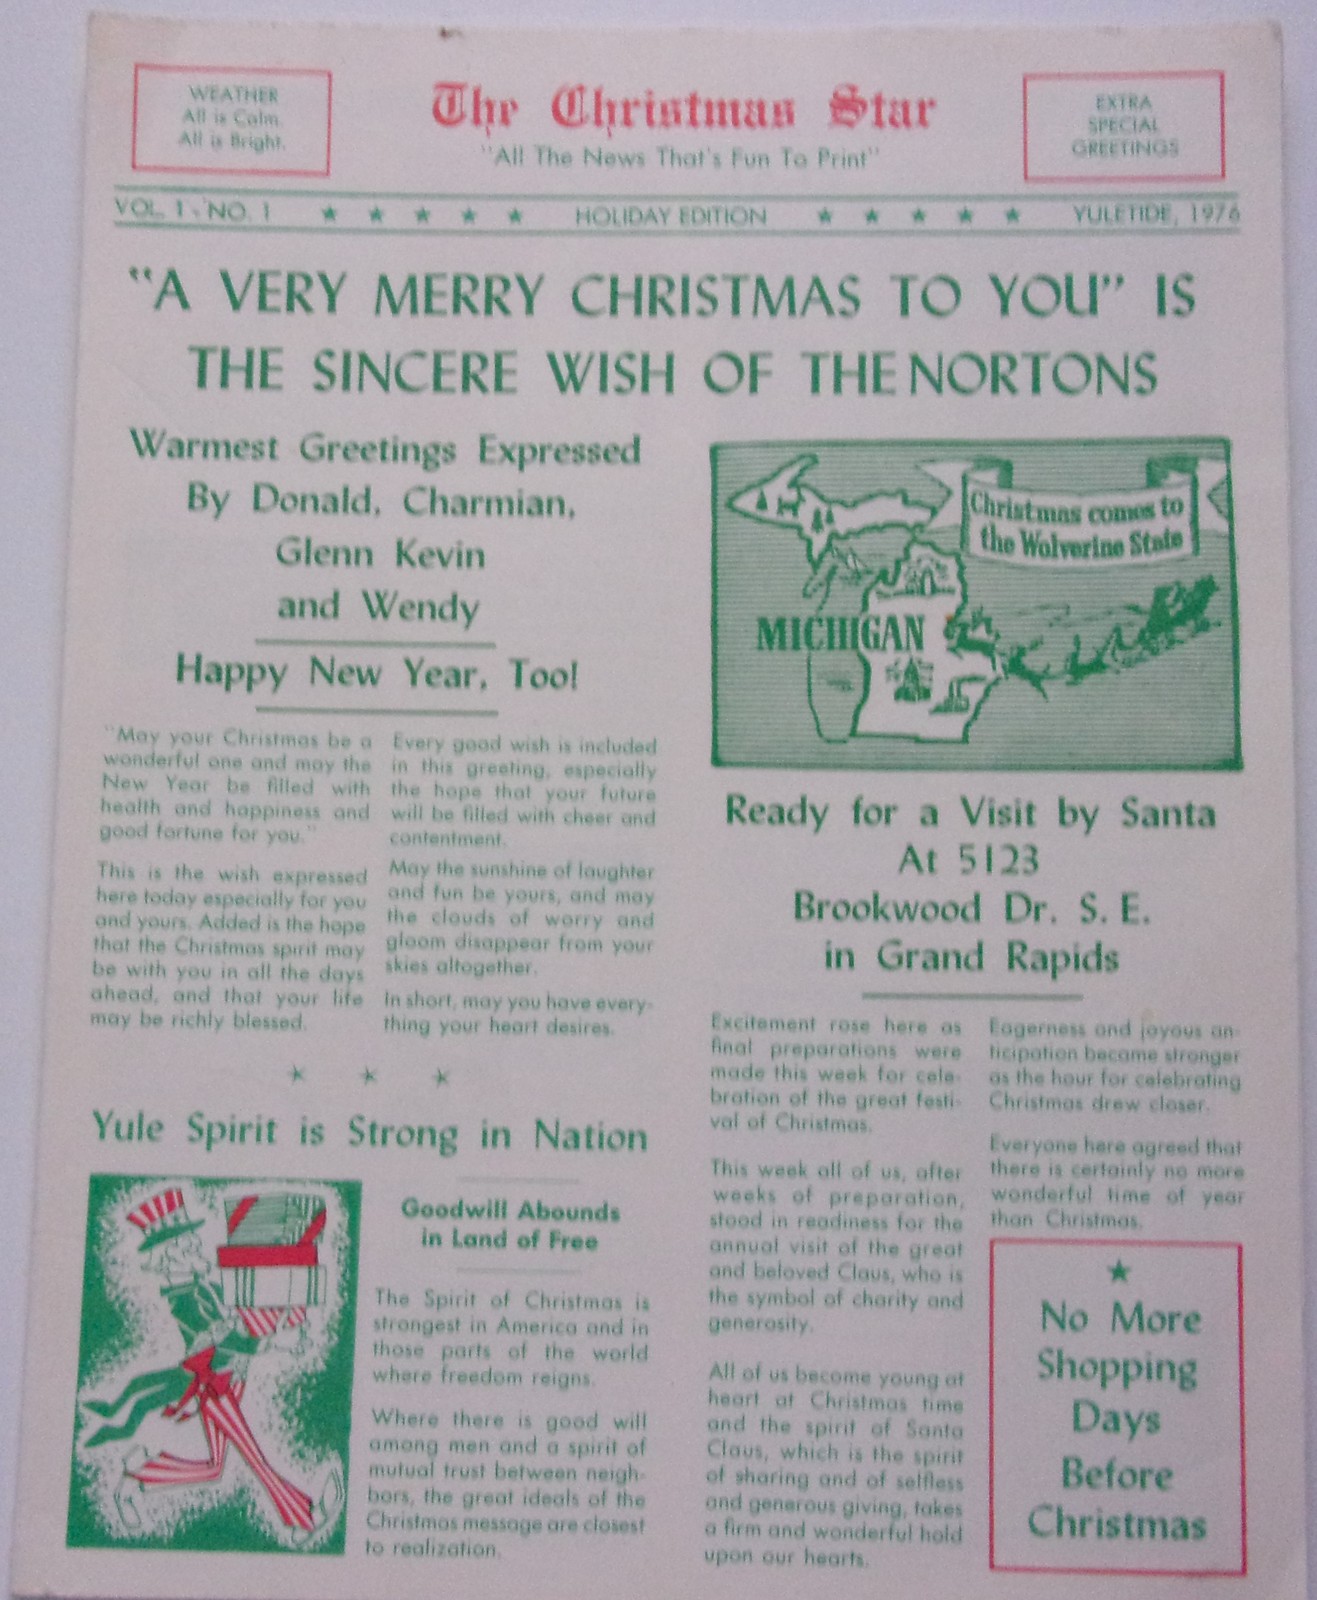 WEATHER
All is Calm.
All is Bright.
The Christmas Star
"All The News That's Fun To Print"
EXTRA
SPECIAL
GREETINGS
VOL. 1 - NO. 1 ★ ★ ★ ★ ★ HOLIDAY EDITION ★ ★ ★ ★ ★ YULETIDE, 1976
"A VERY MERRY CHRISTMAS TO YOU" IS
THE SINCERE WISH OF THE NORTONS
Warmest Greetings Expressed
By Donald, Charmian,
Glenn Kevin
and Wendy
Happy New Year, Too!
"May your Christmas be a
wonderful one and may the
New Year be filled with
health and happiness and
good fortune for you."
This is the wish expressed
here today especially for you
and yours. Added is the hope
that the Christmas spirit may
be with you in all the days
ahead, and that your life
may be richly blessed.
Every good wish is included
in this greeting, especially
the hope that your future
will be filled with cheer and
contentment.
May the sunshine of laughter
and fun be yours, and may
the clouds of worry and
gloom disappear from your
skies altogether.
In short, may you have every-
thing your heart desires.
★ ★ ★
Yule Spirit is Strong in Nation
Goodwill Abounds
in Land of Free
The Spirit of Christmas is
strongest in America and in
those parts of the world
where freedom reigns.
Where there is good will
among men and a spirit of
mutual trust between neigh-
bors, the great ideals of the
Christmas message are closest
to realization.
Christmas comes to
the Wolverine State
MICHIGAN
Ready for a Visit by Santa
At 5123
Brookwood Dr. S. E.
in Grand Rapids
Excitement rose here as
final preparations were
made this week for cele-
bration of the great festi-
val of Christmas.
This week all of us, after
weeks of preparation,
stood in readiness for the
annual visit of the great
and beloved Claus, who is
the symbol of charity and
generosity.
All of us become young at
heart at Christmas time
and the spirit of Santa
Claus, which is the spirit
of sharing and of selfless
and generous giving, takes
a firm and wonderful hold
upon our hearts.
Eagerness and joyous an-
ticipation became stronger
as the hour for celebrating
Christmas drew closer.
Everyone here agreed that
there is certainly no more
wonderful time of year
than Christmas.
★
No More
Shopping
Days
Before
Christmas